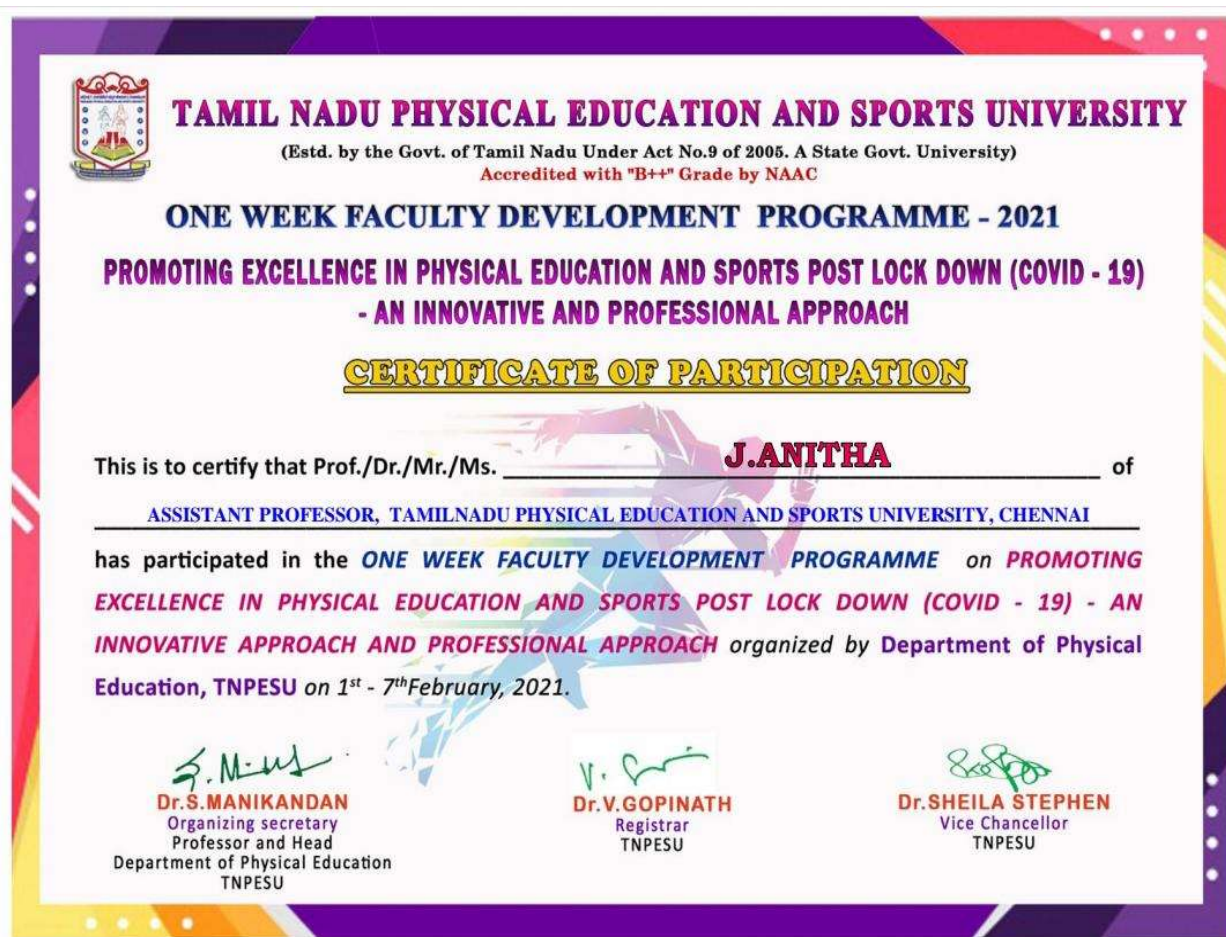 TAMIL NADU PHYSICAL EDUCATION AND SPORTS UNIVERSITY
(Estd. by the Govt. of Tamil Nadu Under Act No.9 of 2005. A State Govt. University)
Accredited with "B++" Grade by NAAC
ONE WEEK FACULTY DEVELOPMENT PROGRAMME - 2021
PROMOTING EXCELLENCE IN PHYSICAL EDUCATION AND SPORTS POST LOCK DOWN (COVID - 19)
- AN INNOVATIVE AND PROFESSIONAL APPROACH
CERTIFICATE OF PARTICIPATION
This is to certify that Prof./Dr./Mr./Ms. J.ANITHA of
ASSISTANT PROFESSOR, TAMILNADU PHYSICAL EDUCATION AND SPORTS UNIVERSITY, CHENNAI
has participated in the ONE WEEK FACULTY DEVELOPMENT PROGRAMME on PROMOTING
EXCELLENCE IN PHYSICAL EDUCATION AND SPORTS POST LOCK DOWN (COVID - 19) - AN
INNOVATIVE APPROACH AND PROFESSIONAL APPROACH organized by Department of Physical
Education, TNPESU on 1st - 7thFebruary, 2021.
Dr.S.MANIKANDAN
Organizing secretary
Professor and Head
Department of Physical Education
TNPESU
Dr.V.GOPINATH
Registrar
TNPESU
Dr.SHEILA STEPHEN
Vice Chancellor
TNPESU